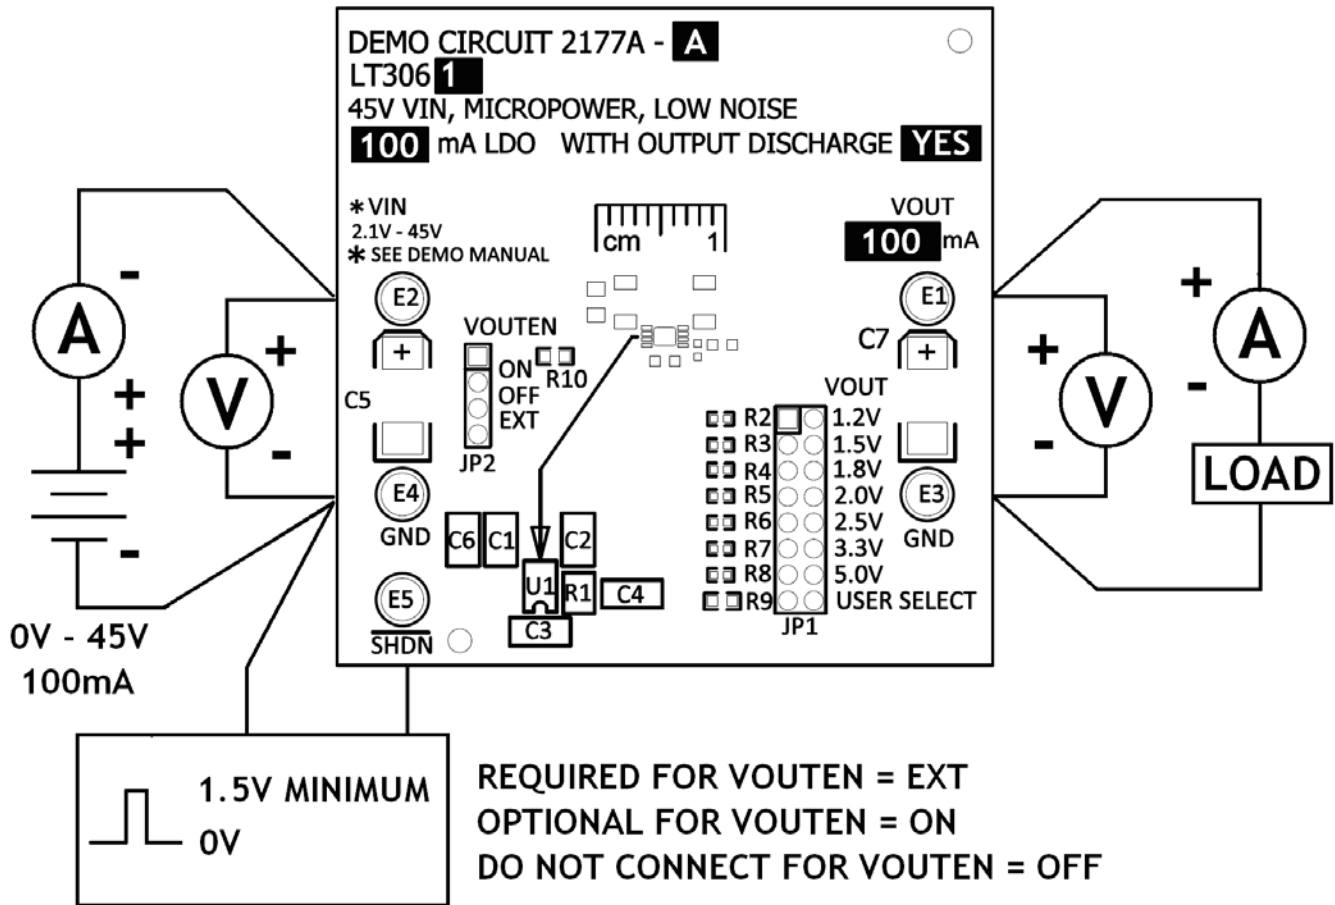 DEMO CIRCUIT 2177A - A
LT306 1
45V VIN, MICROPOWER, LOW NOISE
100 mA LDO WITH OUTPUT DISCHARGE YES
* VIN
2.1V - 45V
* SEE DEMO MANUAL
cm 1
VOUT
100 mA
E2
E1
VOUTEN
ON
OFF
EXT
JP2
R10
C5
C7
+
+
A
-
+
V
+
-
+
-
0V - 45V
100mA
V
+
-
A
+
-
LOAD
VOUT
R2 1.2V
R3 1.5V
R4 1.8V
R5 2.0V
R6 2.5V
R7 3.3V
R8 5.0V
R9 USER SELECT
JP1
E4
GND
E3
GND
E5
SHDN
C6 C1 C2
U1 R1 C4
C3
1.5V MINIMUM
0V
REQUIRED FOR VOUTEN = EXT
OPTIONAL FOR VOUTEN = ON
DO NOT CONNECT FOR VOUTEN = OFF